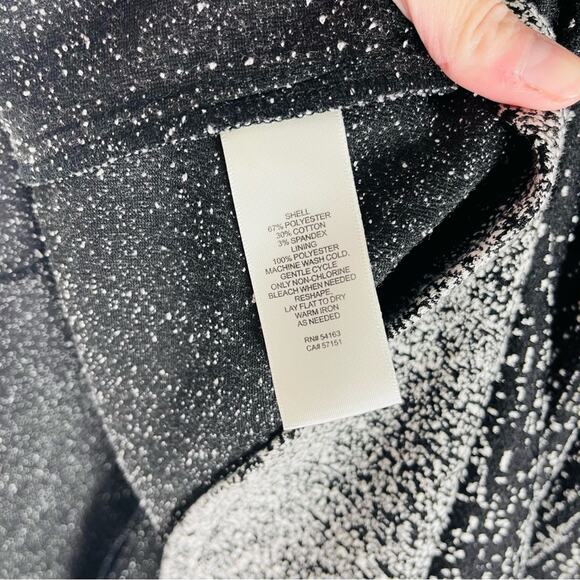 SHELL
67% POLYESTER
30% COTTON
3% SPANDEX
LINING
100% POLYESTER
MACHINE WASH COLD,
GENTLE CYCLE
ONLY NON-CHLORINE
BLEACH WHEN NEEDED
RESHAPE,
LAY FLAT TO DRY
WARM IRON
AS NEEDED
RN# 54163
CA# 57151